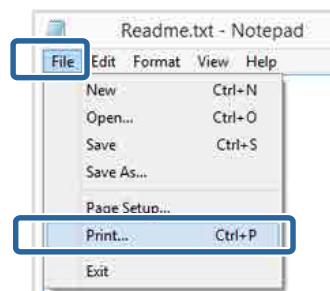 Readme.txt - Notepad
File Edit Format View Help
New Ctrl+N
Open... Ctrl+O
Save Ctrl+S
Save As...
Page Setup...
Print... Ctrl+P
Exit